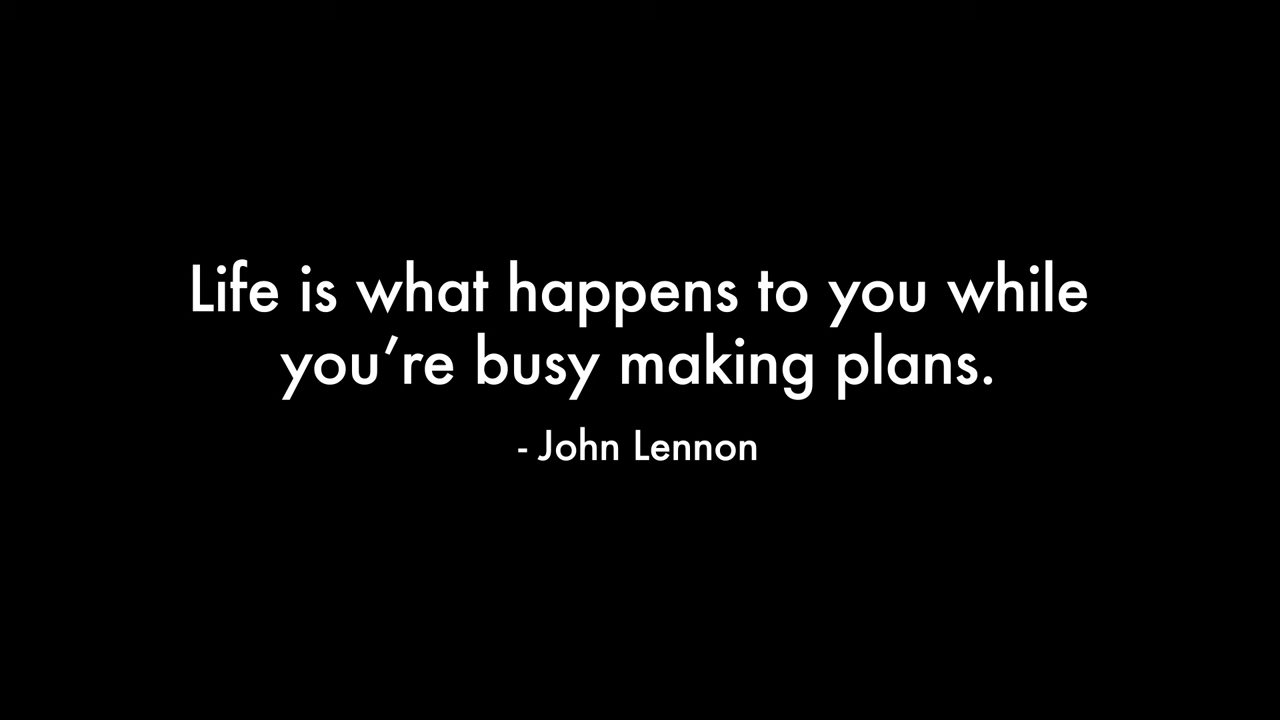 Life is what happens to you while
you’re busy making plans.
- John Lennon